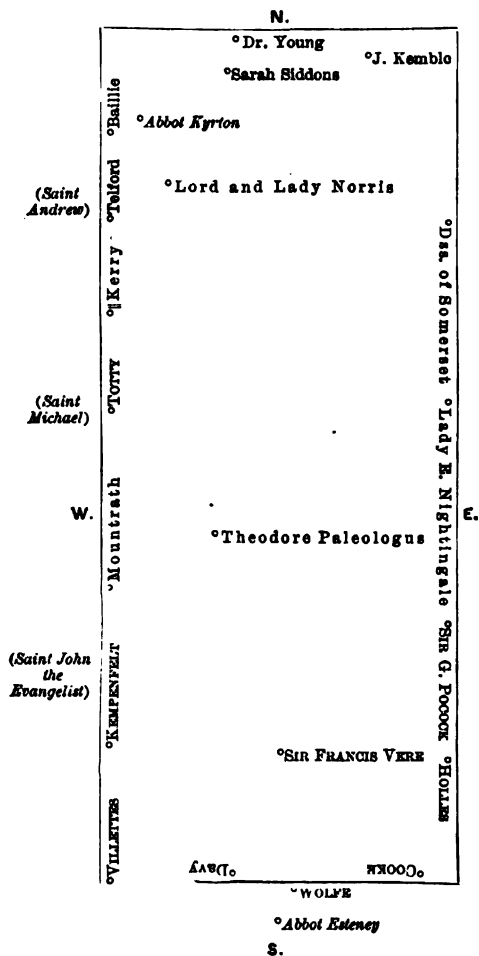 N.
°Dr. Young
°J. Kemble
°Sarah Siddons
°Baillie
°Abbot Kyrton
°Telford
(Saint
Andrew)
°Lord and Lady Norris
°‖Kerry
°Dss. of Somerset
°TOTTY
(Saint
Michael)
°Lady E. Nightingale
W.
E.
°Mountrath
°Theodore Paleologus
(Saint John
the
Evangelist)
°KEMPENFELT
°SIR G. POCOCK
°SIR FRANCIS VERE
°HOLLES
°VILLETTES
°DAVY
°COOKE
°WOLFE
°Abbot Esteney
S.